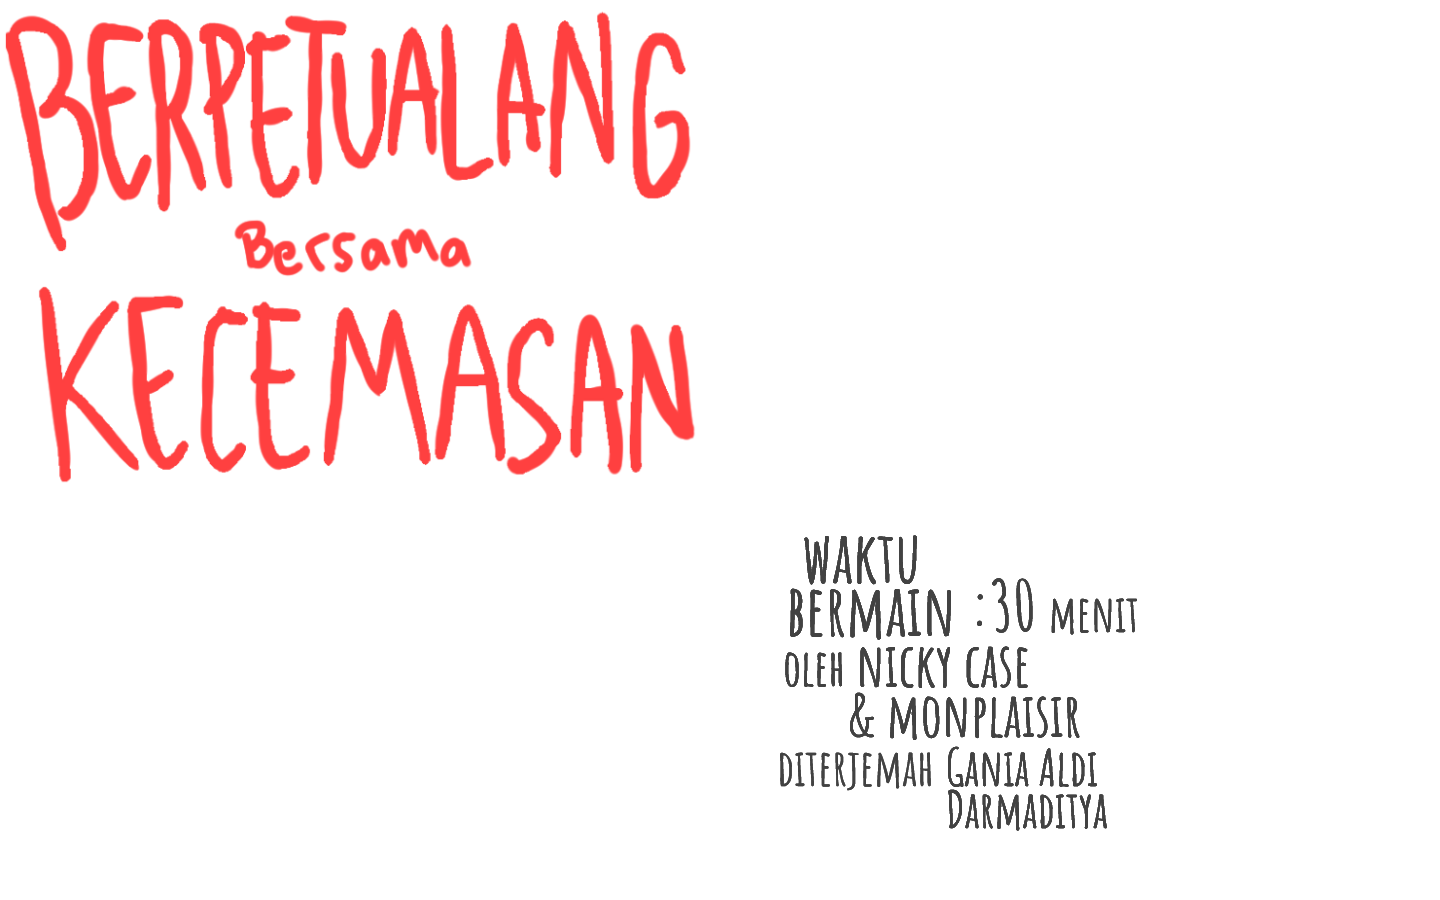 BERPETUALANG
Bersama
KECEMASAN
WAKTU
BERMAIN : 30 MENIT
OLEH NICKY CASE
& MONPLAISIR
DITERJEMAH GANIA ALDI
DARMADITYA